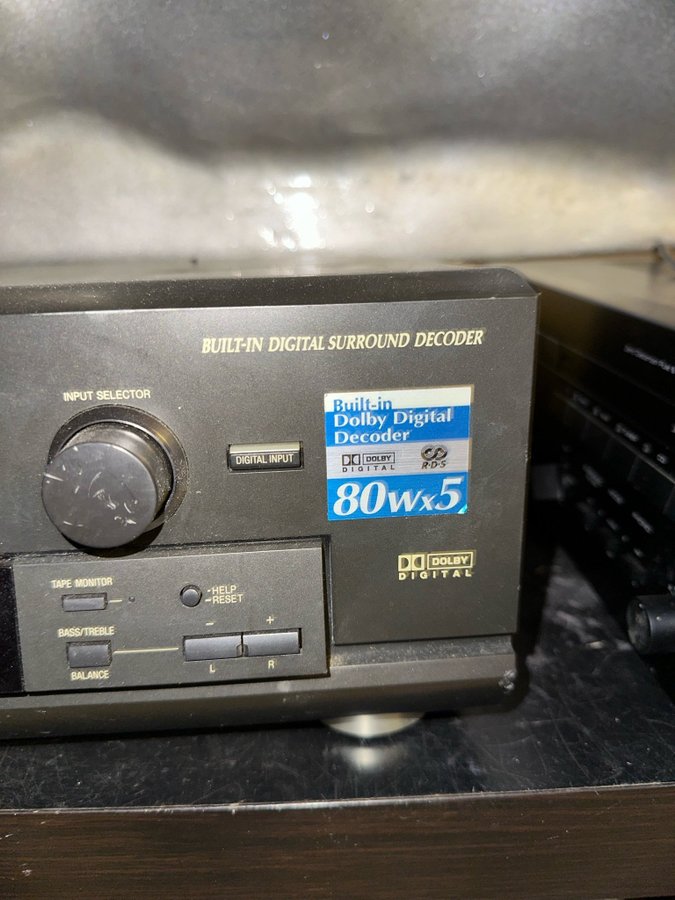 BUILT-IN DIGITAL SURROUND DECODER
INPUT SELECTOR
DIGITAL INPUT
Built-in
Dolby Digital
Decoder
DOLBY
DIGITAL
R·D·S
80Wx5
DOLBY
DIGITAL
TAPE MONITOR
HELP
RESET
BASS/TREBLE
- +
L R
BALANCE